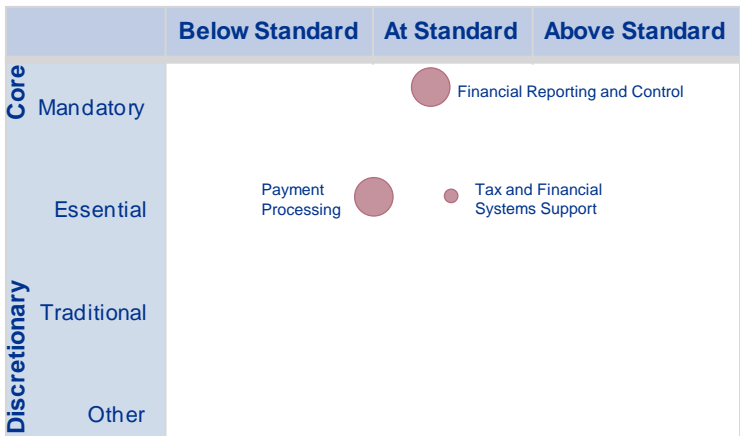 Below Standard At Standard Above Standard
Core
Mandatory
Financial Reporting and Control
Essential
Payment
Processing
Tax and Financial
Systems Support
Discretionary
Traditional
Other